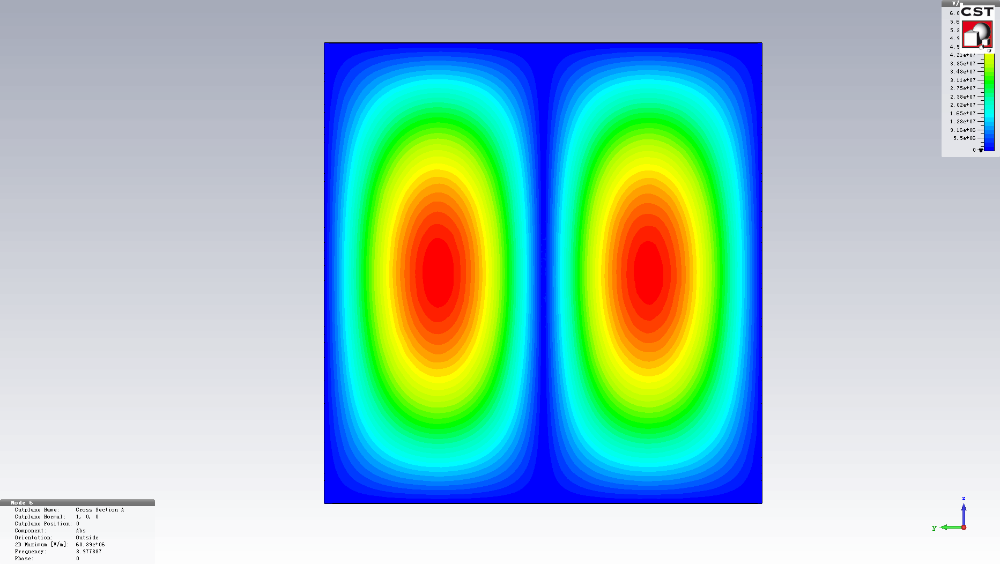 V/
CST
6.0
5.6
5.3
4.9
4.5
4.21e+07
3.85e+07
3.48e+07
3.11e+07
2.75e+07
2.38e+07
2.02e+07
1.65e+07
1.28e+07
9.16e+06
5.5e+06
0
Mode 6
Cutplane Name: Cross Section A
Cutplane Normal: 1, 0, 0
Cutplane Position: 0
Component: Abs
Orientation: Outside
2D Maximum [V/m]: 60.39e+06
Frequency: 3.977887
Phase: 0
z
y